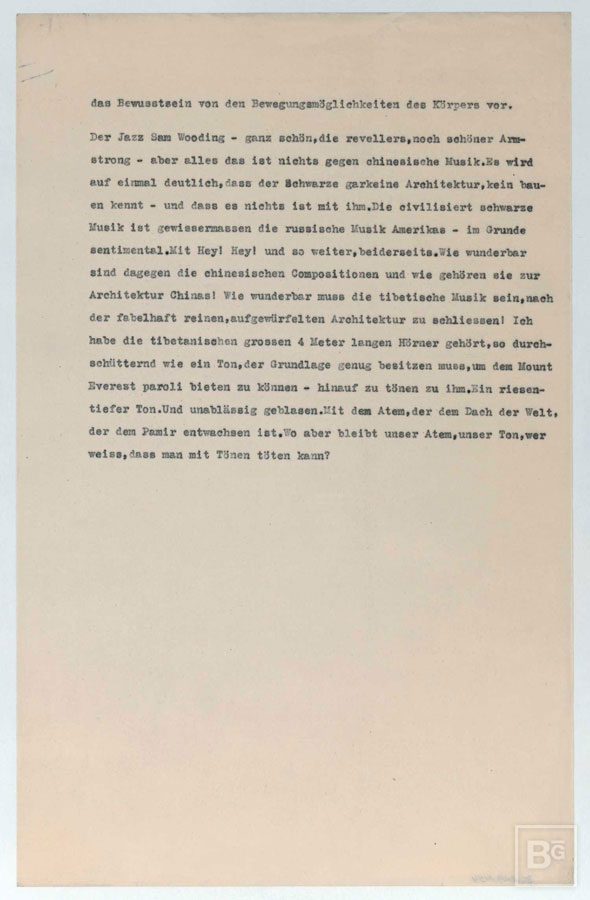 das Bewusstsein von den Bewegungsmöglichkeiten des Körpers vor.
Der Jazz Sam Wooding - ganz schön,die revellers,noch schöner Arm-
strong - aber alles das ist nichts gegen chinesische Musik.Es wird
auf einmal deutlich,dass der Schwarze garkeine Architektur,kein bau-
en kennt - und dass es nichts ist mit ihm.Die civilisiert schwarze
Musik ist gewissermassen die russische Musik Amerikas - im Grunde
sentimental.Mit Hey! Hey! und so weiter,beiderseits.Wie wunderbar
sind dagegen die chinesischen Compositionen und wie gehören sie zur
Architektur Chinas! Wie wunderbar muss die tibetische Musik sein,nach
der fabelhaft reinen,aufgewürfelten Architektur zu schliessen! Ich
habe die tibetanischen grossen 4 Meter langen Hörner gehört,so durch-
schütternd wie ein Ton,der Grundlage genug besitzen muss,um dem Mount
Everest paroli bieten zu können - hinauf zu tönen zu ihm.Ein riesen-
tiefer Ton.Und unablässig geblasen.Mit dem Atem,der dem Dach der Welt,
der dem Pamir entwachsen ist.Wo aber bleibt unser Atem,unser Ton,wer
weiss,dass man mit Tönen töten kann?
BG